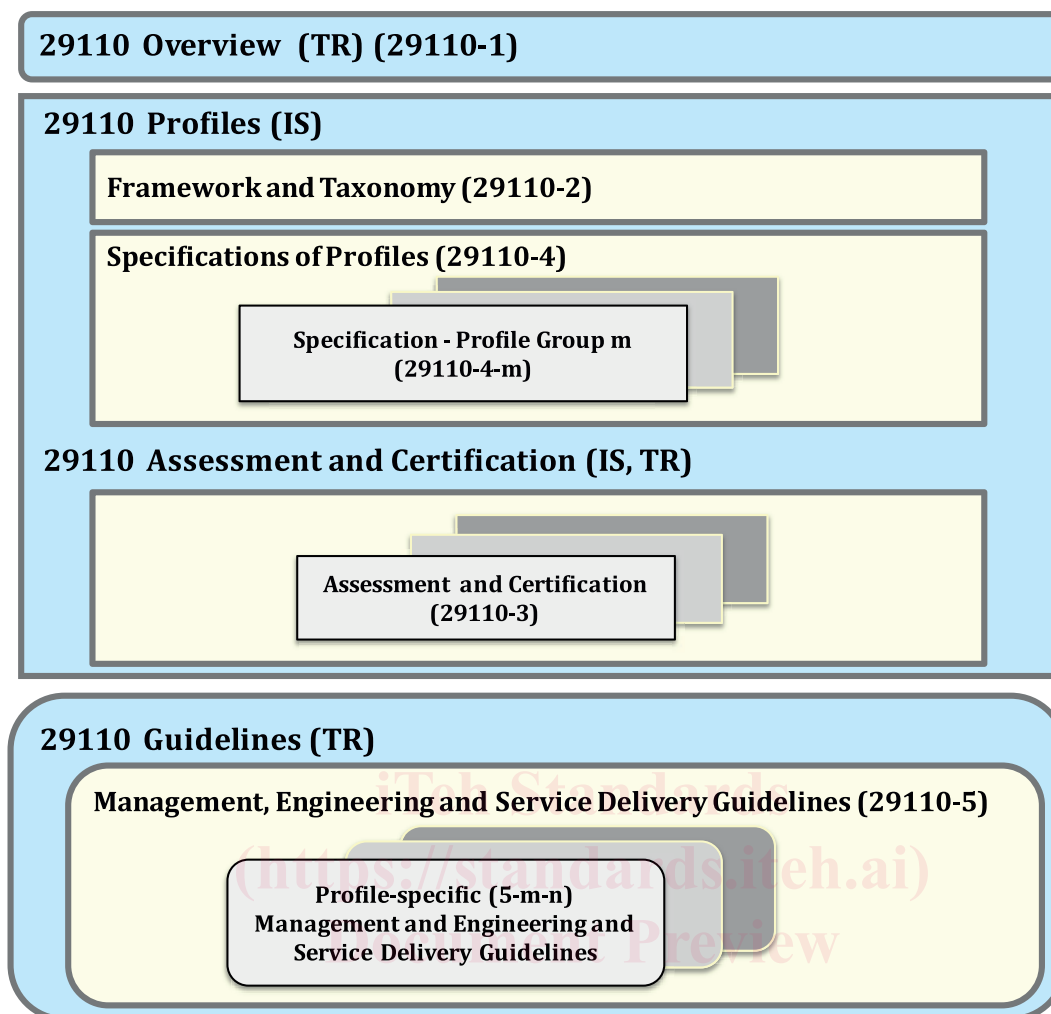 29110 Overview (TR) (29110-1)
29110 Profiles (IS)
Framework and Taxonomy (29110-2)
Specifications of Profiles (29110-4)
Specification - Profile Group m
(29110-4-m)
29110 Assessment and Certification (IS, TR)
Assessment and Certification
(29110-3)
29110 Guidelines (TR)
iTeh Standards
Management, Engineering and Service Delivery Guidelines (29110-5)
(https://standards.iteh.ai)
Profile-specific (5-m-n)
Management and Engineering and
Service Delivery Guidelines
Document Preview